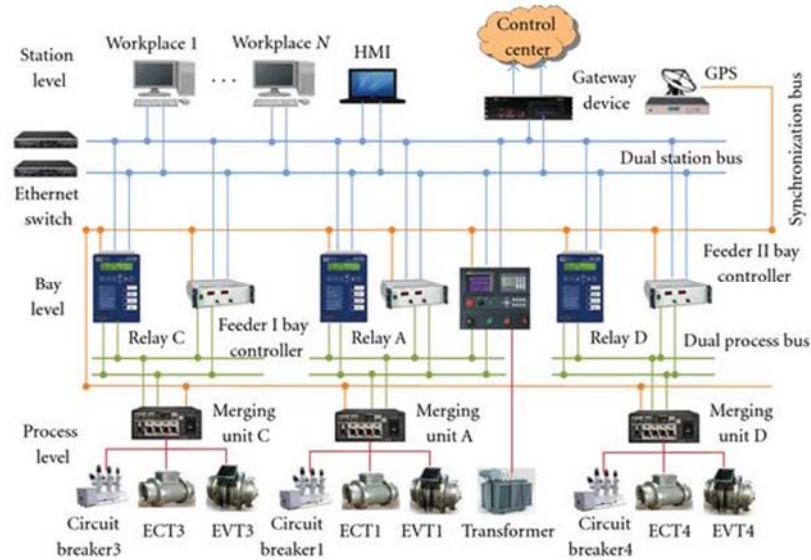 Station
level
Workplace 1
Workplace N
HMI
Control
center
Gateway
device
GPS
Synchronization bus
Dual station bus
Ethernet
switch
Bay
level
Relay C
Feeder I bay
controller
Relay A
Relay D
Feeder II bay
controller
Dual process bus
Process
level
Merging
unit C
Merging
unit A
Merging
unit D
Circuit
breaker3
ECT3
EVT3
Circuit
breaker1
ECT1
EVT1
Transformer
Circuit
breaker4
ECT4
EVT4